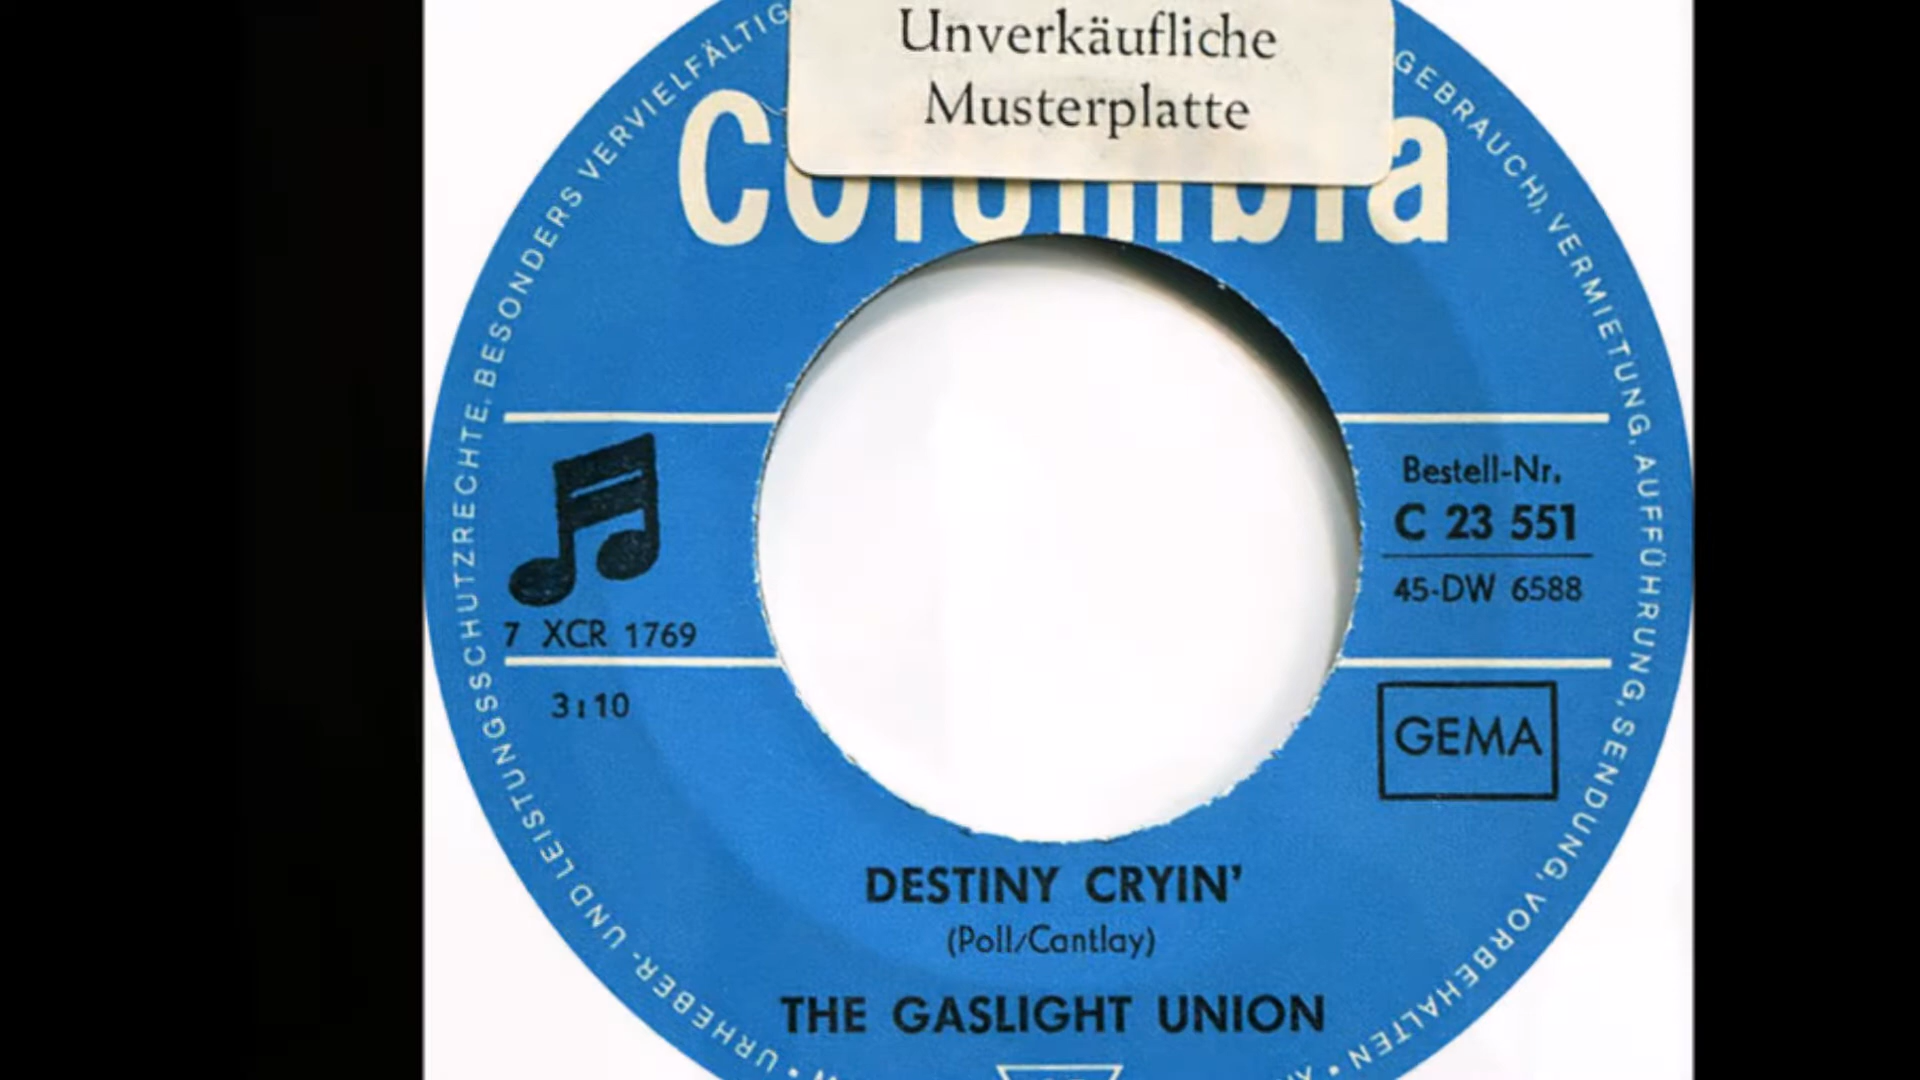 Unverkäufliche
Musterplatte
Columbia
URHEBER- UND LEISTUNGSSCHUTZRECHTE, BESONDERS VERVIELFÄLTIG
GEBRAUCH), VERMIETUNG, AUFFÜHRUNG, SENDUNG, VORBEHALTEN •
Bestell-Nr.
C 23 551
45-DW 6588
7 XCR 1769
3:10
GEMA
DESTINY CRYIN'
(Poll/Cantlay)
THE GASLIGHT UNION